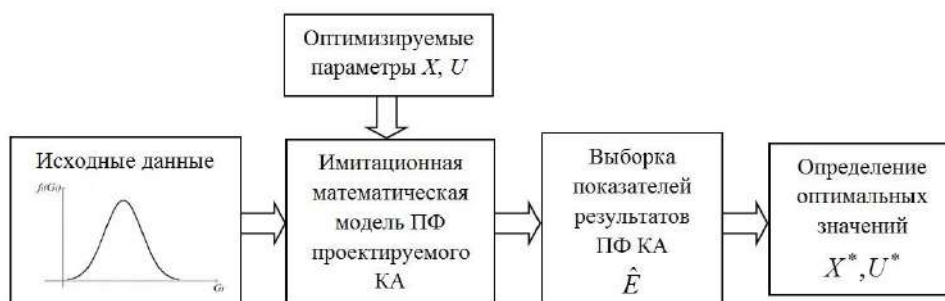 Оптимизируемые
параметры X, U
Исходные данные
f(G)
G
Имитационная
математическая
модель ПФ
проектируемого
КА
Выборка
показателей
результатов
ПФ КА
Ê
Определение
оптимальных
значений
X*,U*